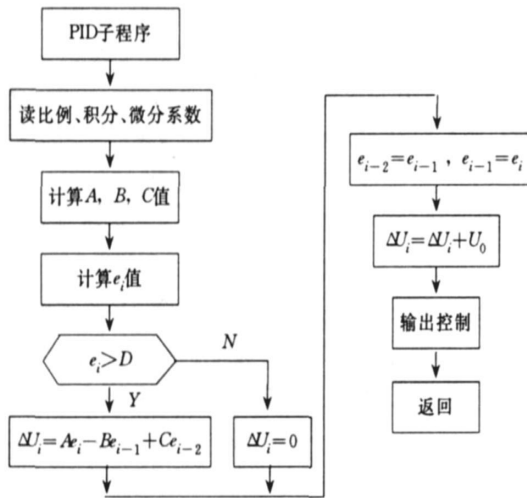 PID子程序
读比例、积分、微分系数
计算A, B, C值
计算eᵢ值
eᵢ>D
N
Y
ΔUᵢ=Aeᵢ−Beᵢ₋₁+Ceᵢ₋₂
ΔUᵢ=0
eᵢ₋₂=eᵢ₋₁ , eᵢ₋₁=eᵢ
ΔUᵢ=ΔUᵢ+U₀
输出控制
返回